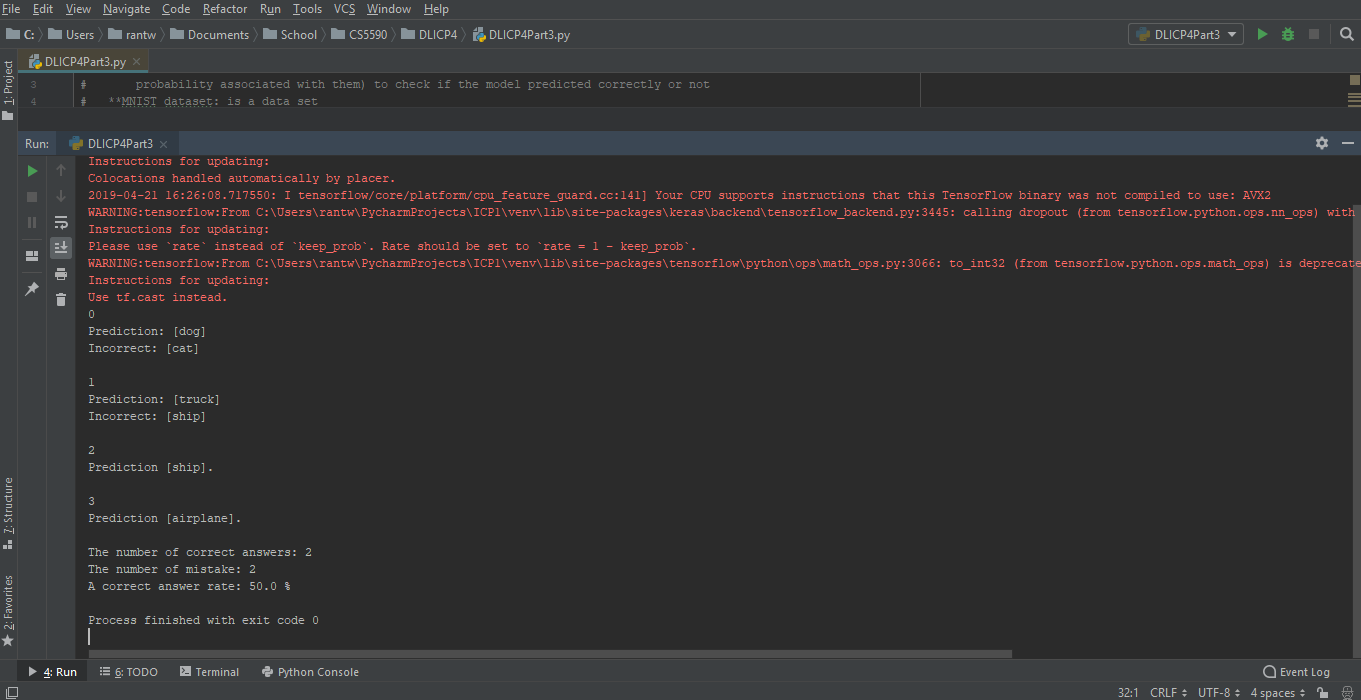 File Edit View Navigate Code Refactor Run Tools VCS Window Help
C: Users rantw Documents School CS5590 DLICP4 DLICP4Part3.py DLICP4Part3
DLICP4Part3.py
1: Project
3 # probability associated with them) to check if the model predicted correctly or not
4 # **MNIST dataset: is a data set
Run: DLICP4Part3
Instructions for updating:
Colocations handled automatically by placer.
2019-04-21 16:26:08.717550: I tensorflow/core/platform/cpu_feature_guard.cc:141] Your CPU supports instructions that this TensorFlow binary was not compiled to use: AVX2
WARNING:tensorflow:From C:\Users\rantw\PycharmProjects\ICP1\venv\lib\site-packages\keras\backend\tensorflow_backend.py:3445: calling dropout (from tensorflow.python.ops.nn_ops) with
Instructions for updating:
Please use `rate` instead of `keep_prob`. Rate should be set to `rate = 1 - keep_prob`.
WARNING:tensorflow:From C:\Users\rantw\PycharmProjects\ICP1\venv\lib\site-packages\tensorflow\python\ops\math_ops.py:3066: to_int32 (from tensorflow.python.ops.math_ops) is deprecate
Instructions for updating:
Use tf.cast instead.
0
Prediction: [dog]
Incorrect: [cat]
1
Prediction: [truck]
Incorrect: [ship]
2
Prediction [ship].
3
Prediction [airplane].
The number of correct answers: 2
The number of mistake: 2
A correct answer rate: 50.0 %
Process finished with exit code 0
7: Structure
2: Favorites
4: Run 6: TODO Terminal Python Console Event Log
32:1 CRLF UTF-8 4 spaces